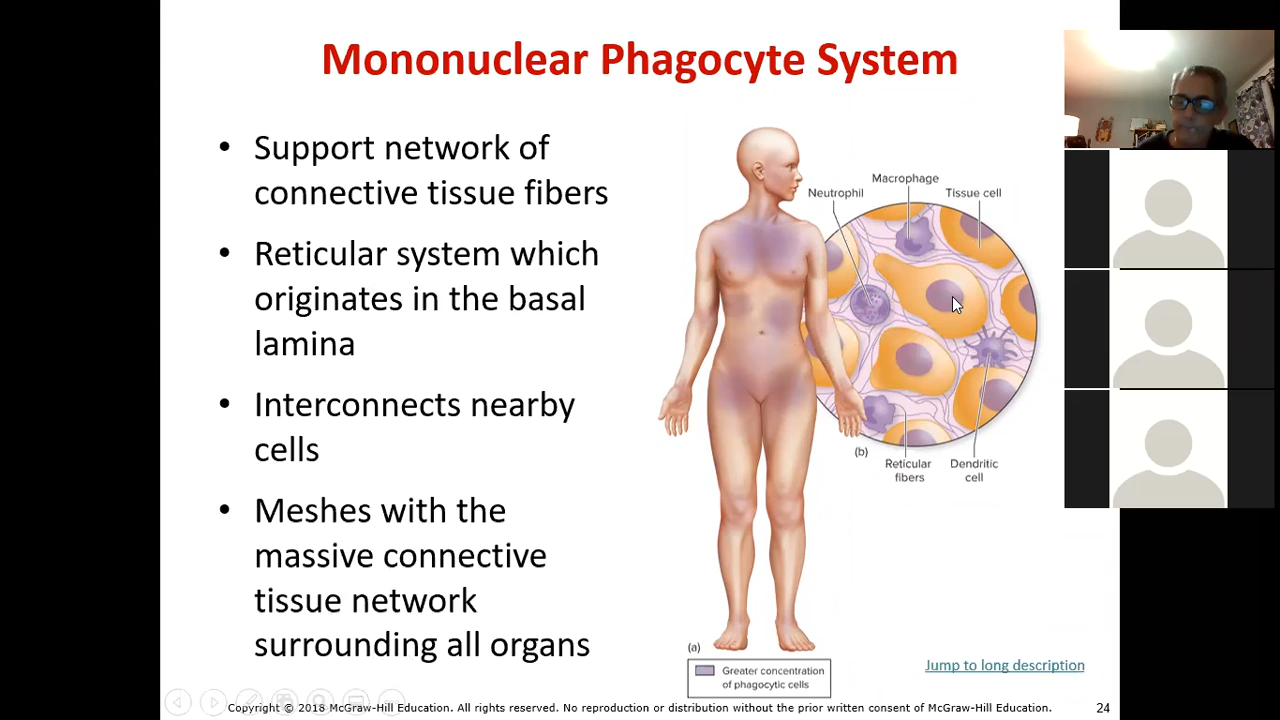 Mononuclear Phagocyte System
• Support network of
connective tissue fibers
• Reticular system which
originates in the basal
lamina
• Interconnects nearby
cells
• Meshes with the
massive connective
tissue network
surrounding all organs
Neutrophil
Macrophage
Tissue cell
(b)
Reticular
fibers
Dendritic
cell
(a)
Greater concentration
of phagocytic cells
Jump to long description
Copyright © 2018 McGraw-Hill Education. All rights reserved. No reproduction or distribution without the prior written consent of McGraw-Hill Education.
24